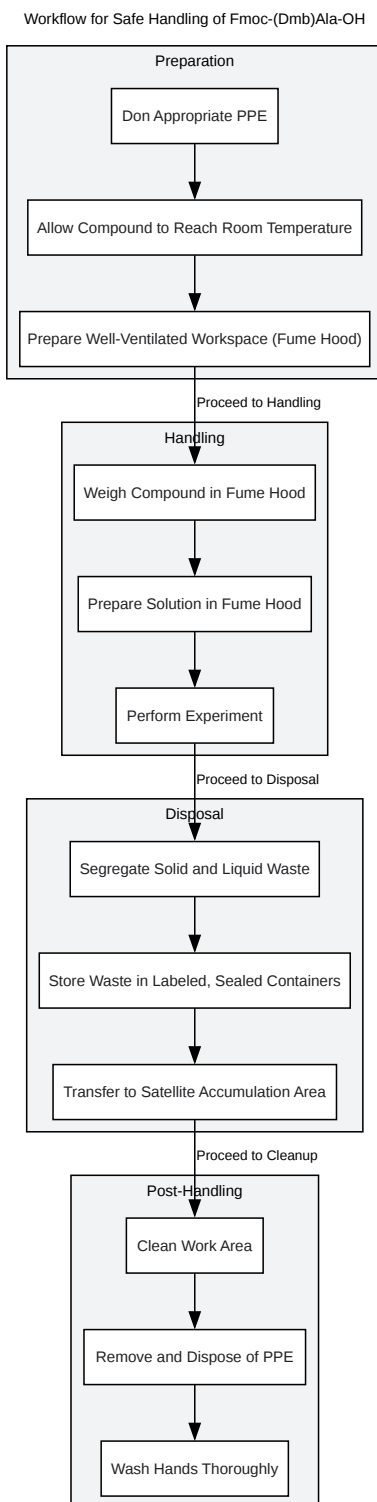 Workflow for Safe Handling of Fmoc-(Dmb)Ala-OH
Preparation
Don Appropriate PPE
Allow Compound to Reach Room Temperature
Prepare Well-Ventilated Workspace (Fume Hood)
Proceed to Handling
Handling
Weigh Compound in Fume Hood
Prepare Solution in Fume Hood
Perform Experiment
Proceed to Disposal
Disposal
Segregate Solid and Liquid Waste
Store Waste in Labeled, Sealed Containers
Transfer to Satellite Accumulation Area
Proceed to Cleanup
Post-Handling
Clean Work Area
Remove and Dispose of PPE
Wash Hands Thoroughly